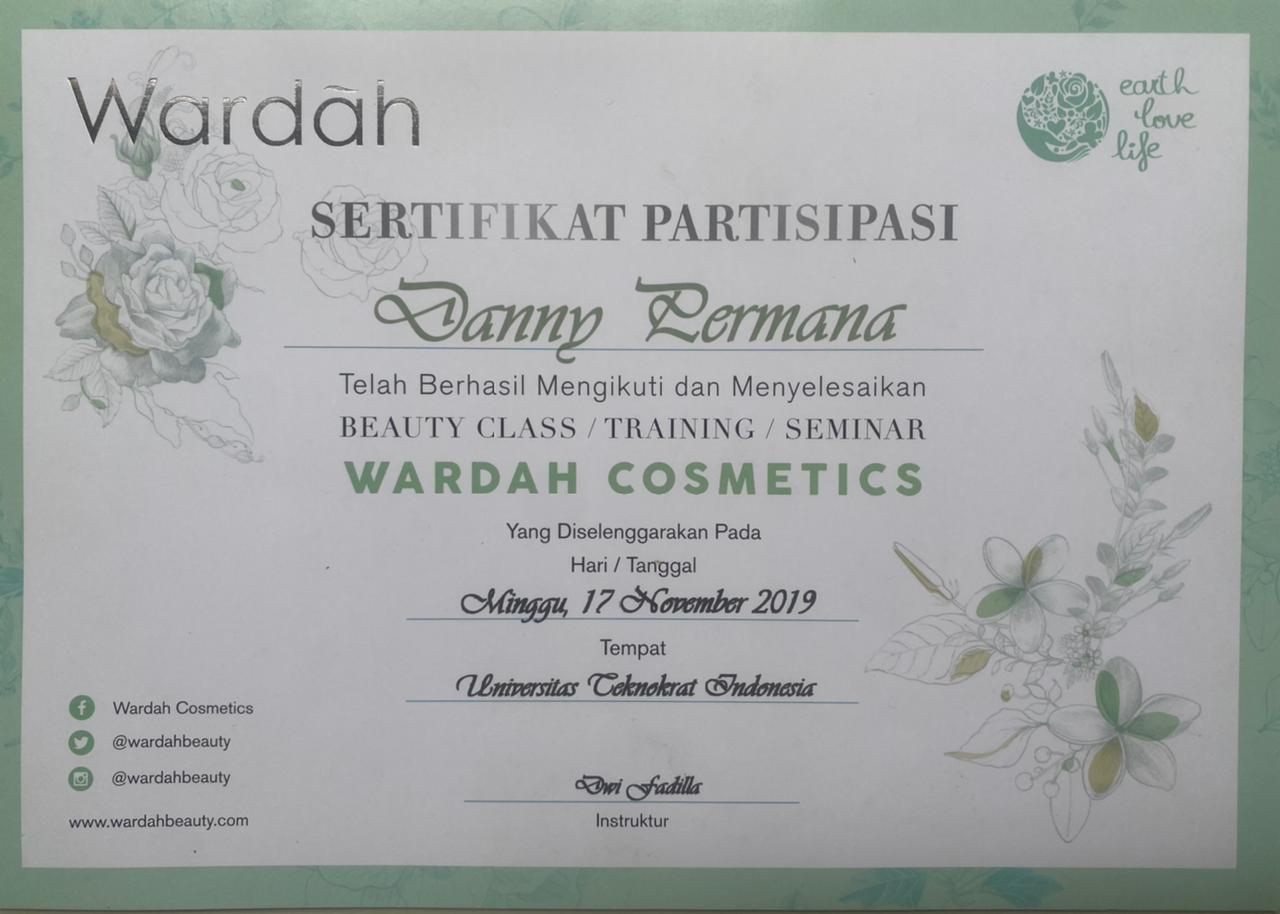 Wardāh
earth
love
life
SERTIFIKAT PARTISIPASI
Danny Permana
Telah Berhasil Mengikuti dan Menyelesaikan
BEAUTY CLASS / TRAINING / SEMINAR
WARDAH COSMETICS
Yang Diselenggarakan Pada
Hari / Tanggal
Minggu, 17 November 2019
Tempat
Universitas Teknokrat Indonesia
Wardah Cosmetics
@wardahbeauty
@wardahbeauty
www.wardahbeauty.com
Dwi Fadilla
Instruktur